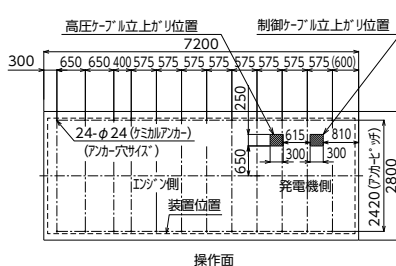 高圧ｹｰﾌﾞﾙ立上ｶﾞﾘ位置
制御ｹｰﾌﾞﾙ立上ｶﾞﾘ位置
7200
300 650 650 400 575 575 575 575 575 575 575 575 (600)
250
24-φ24 (ｹﾐｶﾙｱﾝｶｰ)
(ｱﾝｶｰ穴ｻｲｽﾞ)
615 810
650
300 300
ｴﾝｼﾞﾝ側
発電機側
装置位置
2420 (ｱﾝｶｰﾋﾟｯﾁ)
2800
操作面